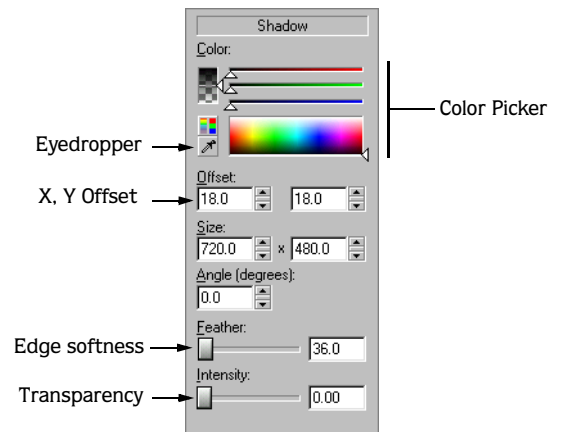 Shadow
Color:
Color Picker
Eyedropper
Offset:
X, Y Offset
18.0 18.0
Size:
720.0 x 480.0
Angle (degrees):
0.0
Feather:
Edge softness
36.0
Intensity:
Transparency
0.00